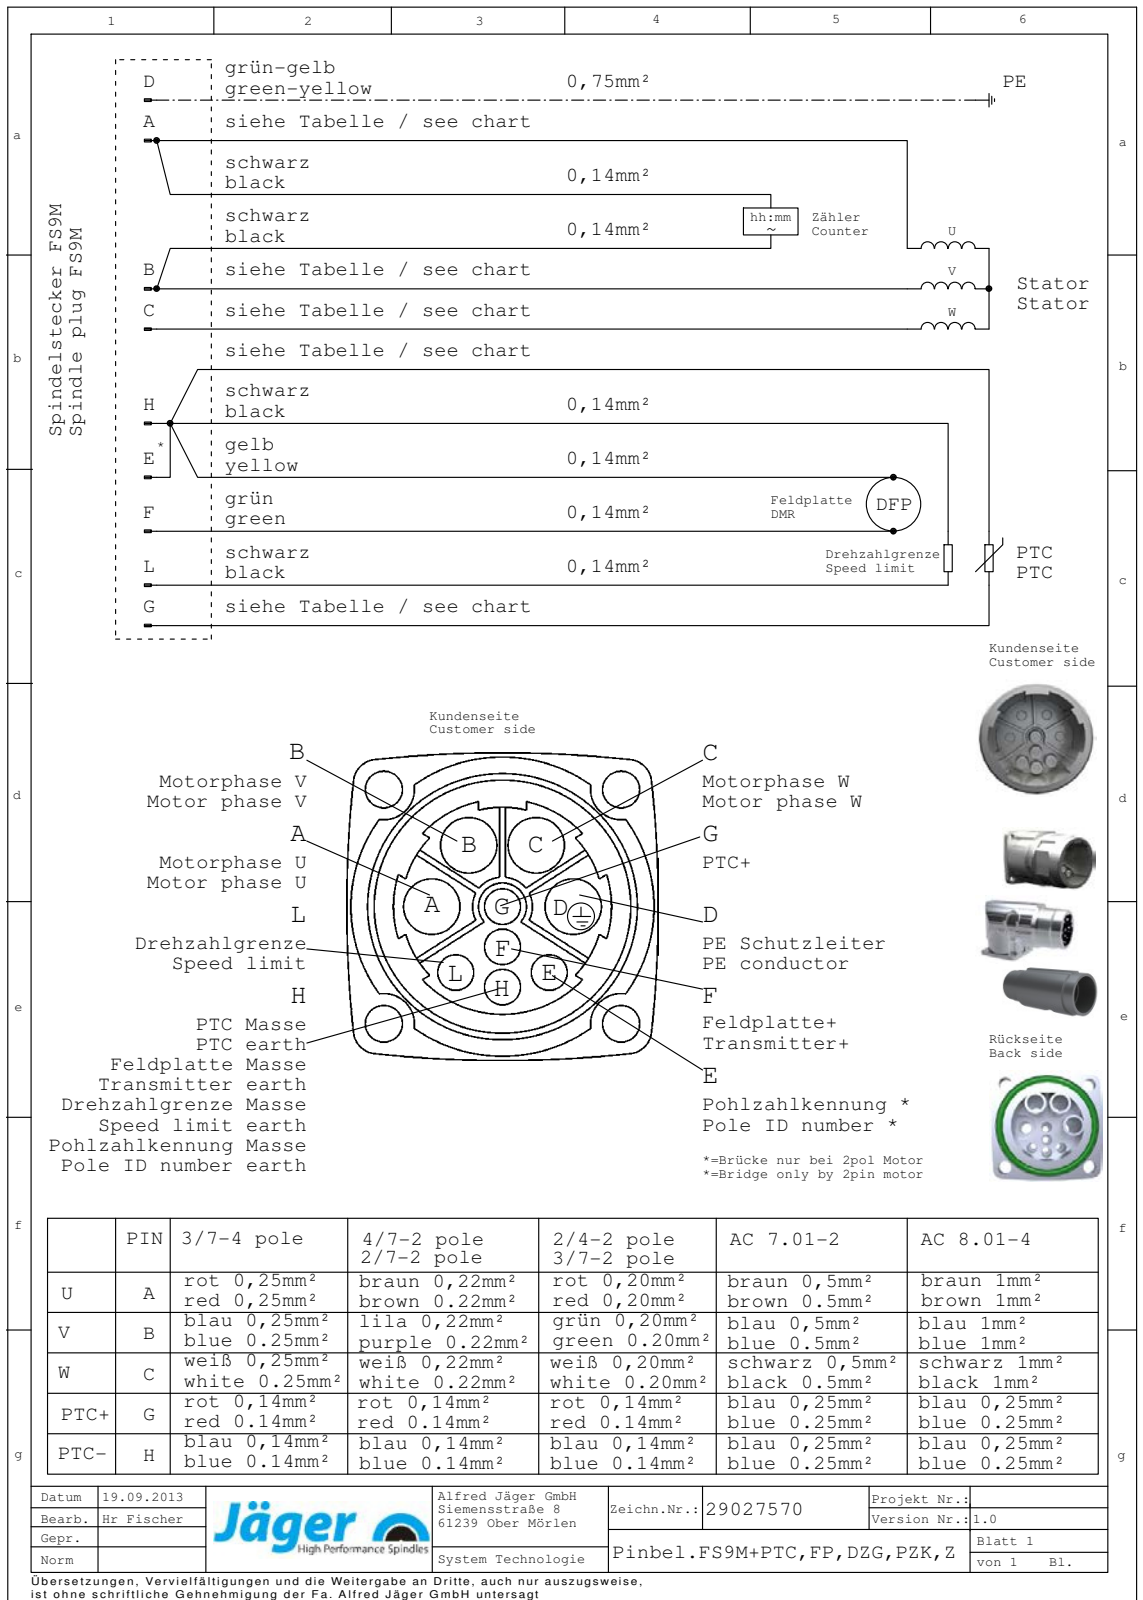 1 2 3 4 5 6
a
b
c
d
e
f
g
a
b
c
d
e
f
g
Spindelstecker FS9M
Spindle plug FS9M
D
grün-gelb
green-yellow
0,75mm²
PE
A
siehe Tabelle / see chart
schwarz
black
0,14mm²
schwarz
black
0,14mm²
hh:mm
~
Zähler
Counter
U
B
siehe Tabelle / see chart
V
C
siehe Tabelle / see chart
W
Stator
Stator
siehe Tabelle / see chart
H
schwarz
black
0,14mm²
E *
gelb
yellow
0,14mm²
F
grün
green
0,14mm²
Feldplatte
DMR
DFP
L
schwarz
black
0,14mm²
Drehzahlgrenze
Speed limit
PTC
PTC
G
siehe Tabelle / see chart
Kundenseite
Customer side
Kundenseite
Customer side
B
Motorphase V
Motor phase V
A
Motorphase U
Motor phase U
L
Drehzahlgrenze
Speed limit
H
PTC Masse
PTC earth
Feldplatte Masse
Transmitter earth
Drehzahlgrenze Masse
Speed limit earth
Pohlzahlkennung Masse
Pole ID number earth
B
C
A
G
D
F
L
E
H
C
Motorphase W
Motor phase W
G
PTC+
D
PE Schutzleiter
PE conductor
F
Feldplatte+
Transmitter+
E
Pohlzahlkennung *
Pole ID number *
*=Brücke nur bei 2pol Motor
*=Bridge only by 2pin motor
Rückseite
Back side
PIN 3/7-4 pole 4/7-2 pole 2/4-2 pole AC 7.01-2 AC 8.01-4
2/7-2 pole 3/7-2 pole
U A rot 0,25mm² braun 0,22mm² rot 0,20mm² braun 0,5mm² braun 1mm²
red 0,25mm² brown 0.22mm² red 0,20mm² brown 0.5mm² brown 1mm²
V B blau 0,25mm² lila 0,22mm² grün 0,20mm² blau 0,5mm² blau 1mm²
blue 0.25mm² purple 0.22mm² green 0.20mm² blue 0.5mm² blue 1mm²
W C weiß 0,25mm² weiß 0,22mm² weiß 0,20mm² schwarz 0,5mm² schwarz 1mm²
white 0.25mm² white 0.22mm² white 0.20mm² black 0.5mm² black 1mm²
PTC+ G rot 0,14mm² rot 0,14mm² rot 0,14mm² blau 0,25mm² blau 0,25mm²
red 0.14mm² red 0.14mm² red 0.14mm² blue 0.25mm² blue 0.25mm²
PTC- H blau 0,14mm² blau 0,14mm² blau 0,14mm² blau 0,25mm² blau 0,25mm²
blue 0.14mm² blue 0.14mm² blue 0.14mm² blue 0.25mm² blue 0.25mm²
Datum 19.09.2013
Bearb. Hr Fischer
Gepr.
Norm
Jäger
High Performance Spindles
Alfred Jäger GmbH
Siemensstraße 8
61239 Ober Mörlen
System Technologie
Zeichn.Nr.: 29027570
Projekt Nr.:
Version Nr.: 1.0
Pinbel.FS9M+PTC,FP,DZG,PZK,Z
Blatt 1
von 1 Bl.
Übersetzungen, Vervielfältigungen und die Weitergabe an Dritte, auch nur auszugsweise,
ist ohne schriftliche Gehnehmigung der Fa. Alfred Jäger GmbH untersagt